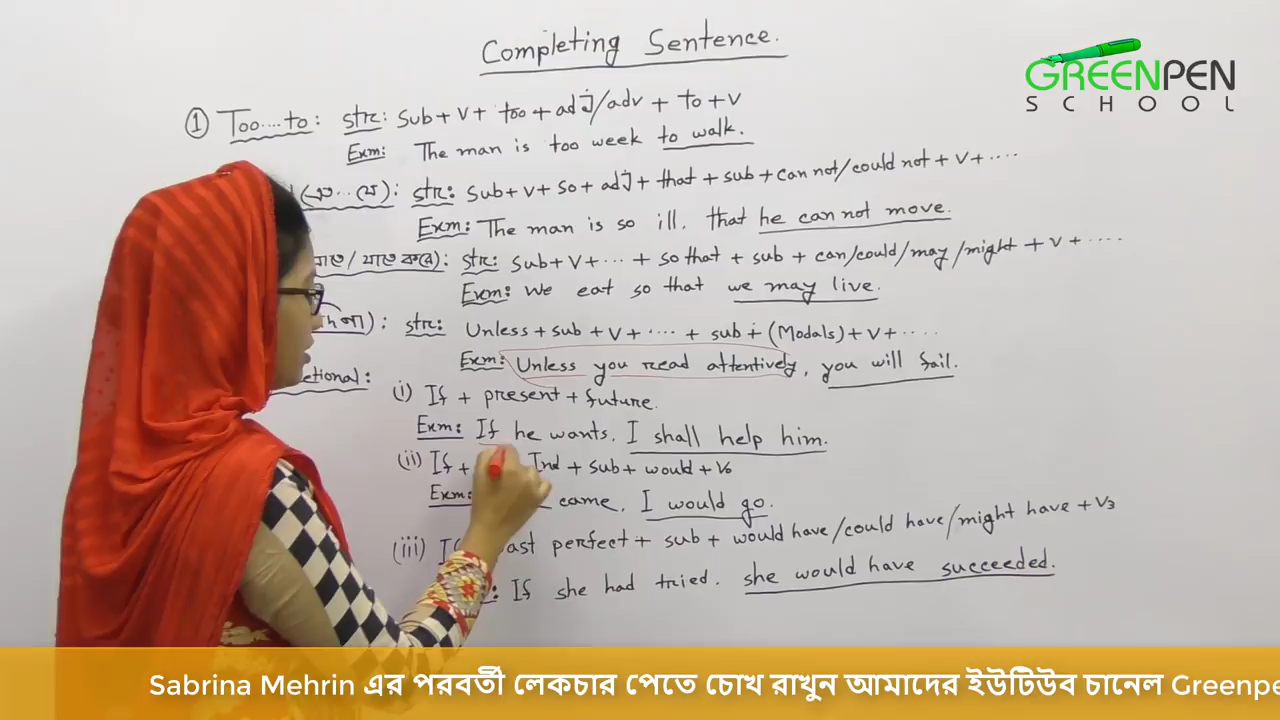 Completing Sentence.
GREENPEN
SCHOOL
① Too....to: str: Sub + V + too + adj/adv + to + V
Exm: The man is too week to walk.
(এত...যে): str: Sub + V + so + adj + that + sub + can not/could not + V + ....
Exm: The man is so ill. that he can not move.
যাতে/যাতে করে): str: Sub + V + ... + so that + sub + can/could/may/might + V + ....
Exm: We eat so that we may live.
str: Unless + sub + V + .... + sub + (Modals) + V + ....
Exm: Unless you read attentively, you will fail.
etional: (i) If + present + future.
Exm: If he wants, I shall help him.
(ii) If + Ind + sub + would + V₀
Exm: came, I would go.
(iii) If past perfect + sub + would have/could have/might have + V₃
If she had tried. she would have succeeded.
Sabrina Mehrin এর পরবর্তী লেকচার পেতে চোখ রাখুন আমাদের ইউটিউব চানেল Greenpe